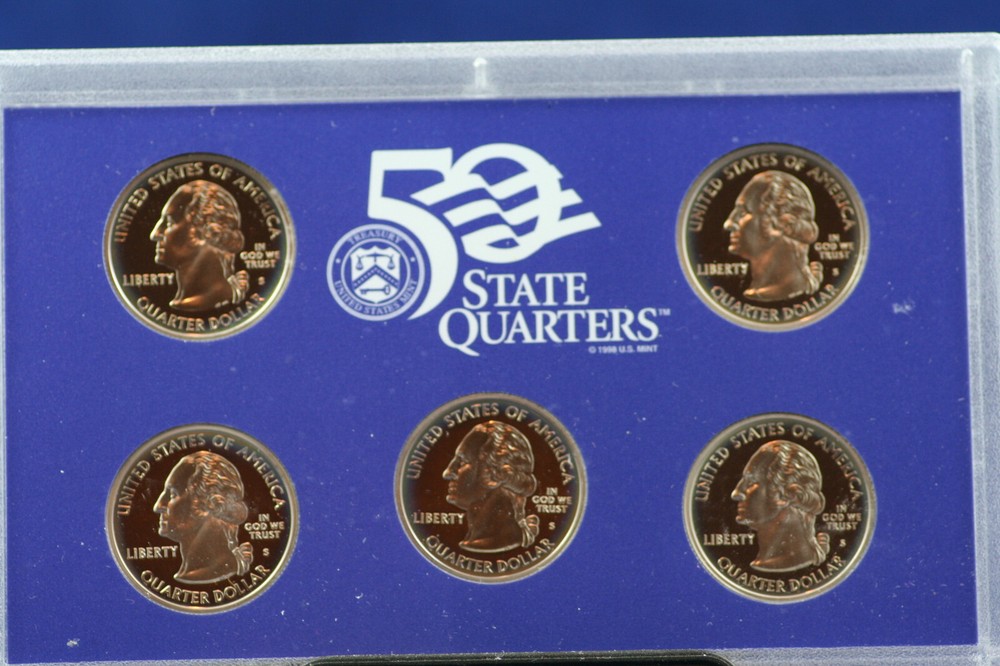 UNITED STATES OF AMERICA
LIBERTY
IN
GOD WE
TRUST
S
QUARTER DOLLAR
50
TREASURY
UNITED STATES MINT
STATE
QUARTERS™
© 1998 U.S. MINT
UNITED STATES OF AMERICA
LIBERTY
IN
GOD WE
TRUST
S
QUARTER DOLLAR
UNITED STATES OF AMERICA
LIBERTY
IN
GOD WE
TRUST
S
QUARTER DOLLAR
UNITED STATES OF AMERICA
LIBERTY
IN
GOD WE
TRUST
S
QUARTER DOLLAR
UNITED STATES OF AMERICA
LIBERTY
IN
GOD WE
TRUST
S
QUARTER DOLLAR